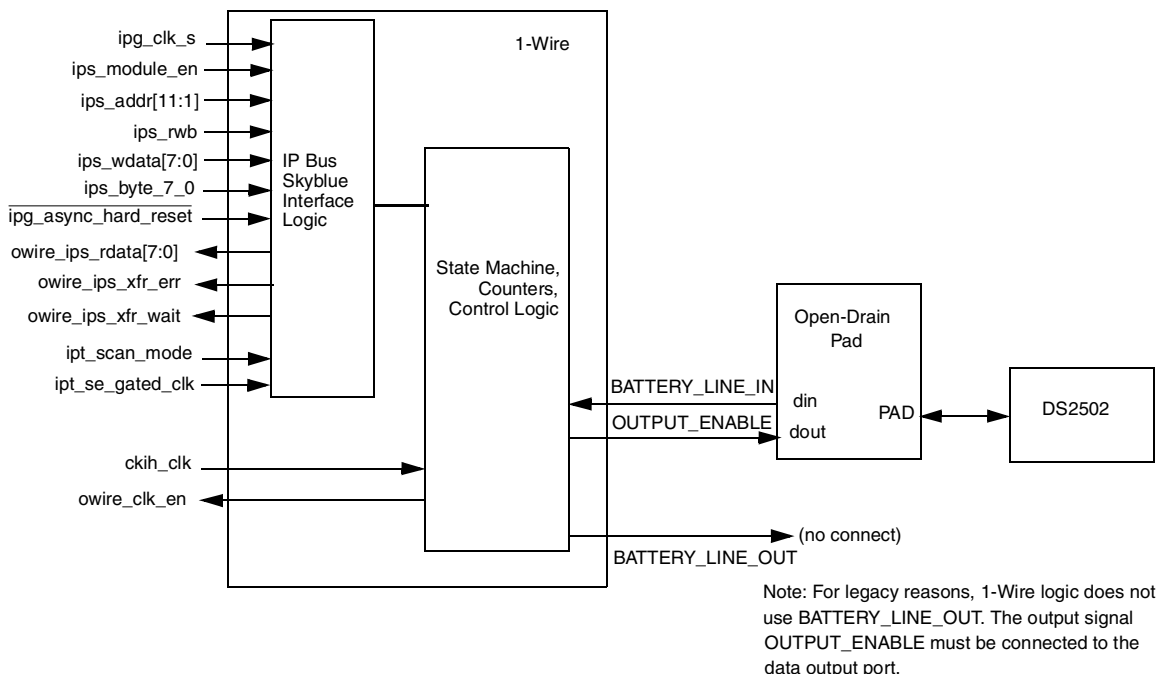 ipg_clk_s
ips_module_en
ips_addr[11:1]
ips_rwb
ips_wdata[7:0]
ips_byte_7_0
ipg_async_hard_reset
owire_ips_rdata[7:0]
owire_ips_xfr_err
owire_ips_xfr_wait
ipt_scan_mode
ipt_se_gated_clk
ckih_clk
owire_clk_en
1-Wire
IP Bus
Skyblue
Interface
Logic
State Machine,
Counters,
Control Logic
BATTERY_LINE_IN
OUTPUT_ENABLE
BATTERY_LINE_OUT
(no connect)
Open-Drain
Pad
din
dout
PAD
DS2502
Note: For legacy reasons, 1-Wire logic does not
use BATTERY_LINE_OUT. The output signal
OUTPUT_ENABLE must be connected to the
data output port.